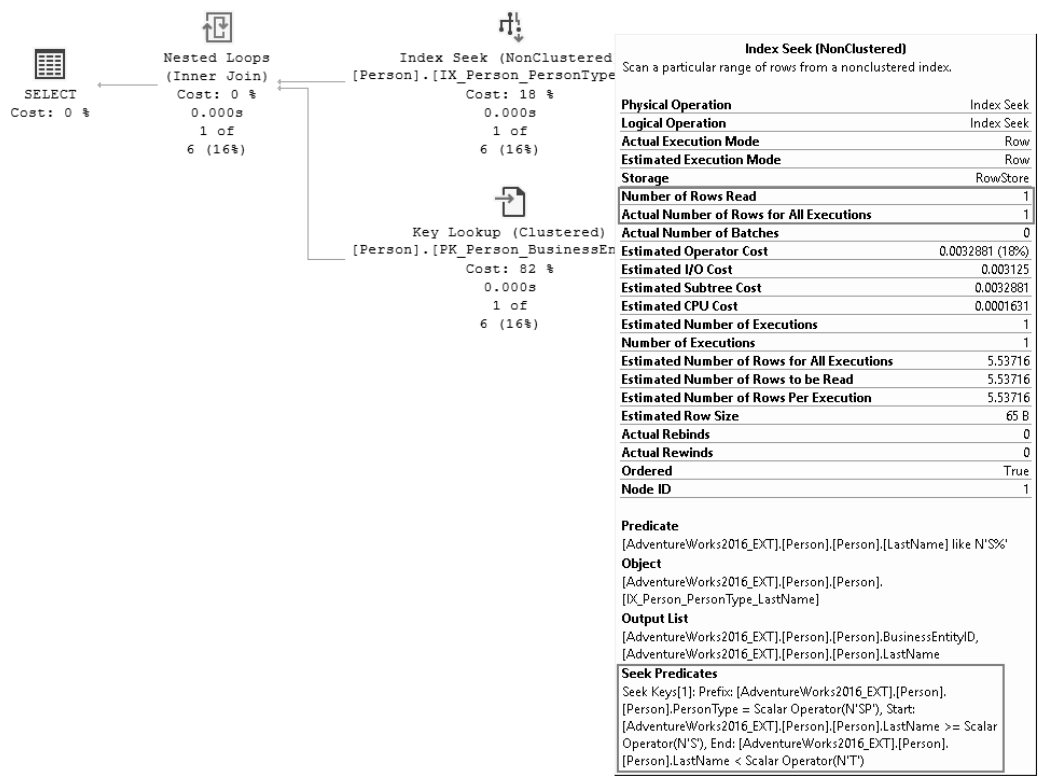 SELECT
Cost: 0 %
Nested Loops
(Inner Join)
Cost: 0 %
0.000s
1 of
6 (16%)
Index Seek (NonClustered
[Person].[IX_Person_PersonType
Cost: 18 %
0.000s
1 of
6 (16%)
Key Lookup (Clustered)
[Person].[PK_Person_BusinessEn
Cost: 82 %
0.000s
1 of
6 (16%)
Index Seek (NonClustered)
Scan a particular range of rows from a nonclustered index.
Physical Operation Index Seek
Logical Operation Index Seek
Actual Execution Mode Row
Estimated Execution Mode Row
Storage RowStore
Number of Rows Read 1
Actual Number of Rows for All Executions 1
Actual Number of Batches 0
Estimated Operator Cost 0.0032881 (18%)
Estimated I/O Cost 0.003125
Estimated Subtree Cost 0.0032881
Estimated CPU Cost 0.0001631
Estimated Number of Executions 1
Number of Executions 1
Estimated Number of Rows for All Executions 5.53716
Estimated Number of Rows to be Read 5.53716
Estimated Number of Rows Per Execution 5.53716
Estimated Row Size 65 B
Actual Rebinds 0
Actual Rewinds 0
Ordered True
Node ID 1
Predicate
[AdventureWorks2016_EXT].[Person].[Person].[LastName] like N'S%'
Object
[AdventureWorks2016_EXT].[Person].[Person].
[IX_Person_PersonType_LastName]
Output List
[AdventureWorks2016_EXT].[Person].[Person].BusinessEntityID,
[AdventureWorks2016_EXT].[Person].[Person].LastName
Seek Predicates
Seek Keys[1]: Prefix: [AdventureWorks2016_EXT].[Person].
[Person].PersonType = Scalar Operator(N'SP'), Start:
[AdventureWorks2016_EXT].[Person].[Person].LastName >= Scalar
Operator(N'S'), End: [AdventureWorks2016_EXT].[Person].
[Person].LastName < Scalar Operator(N'T')